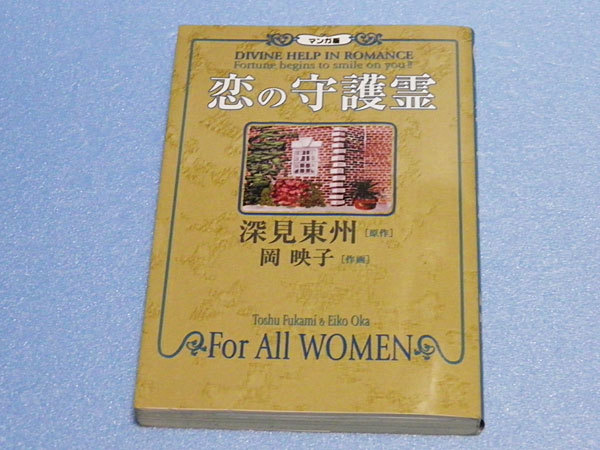 マンガ版
DIVINE HELP IN ROMANCE
Fortune begins to smile on you!!
恋の守護霊
深見東州[原作]
岡 映子[作画]
Toshu Fukami & Eiko Oka
For All WOMEN